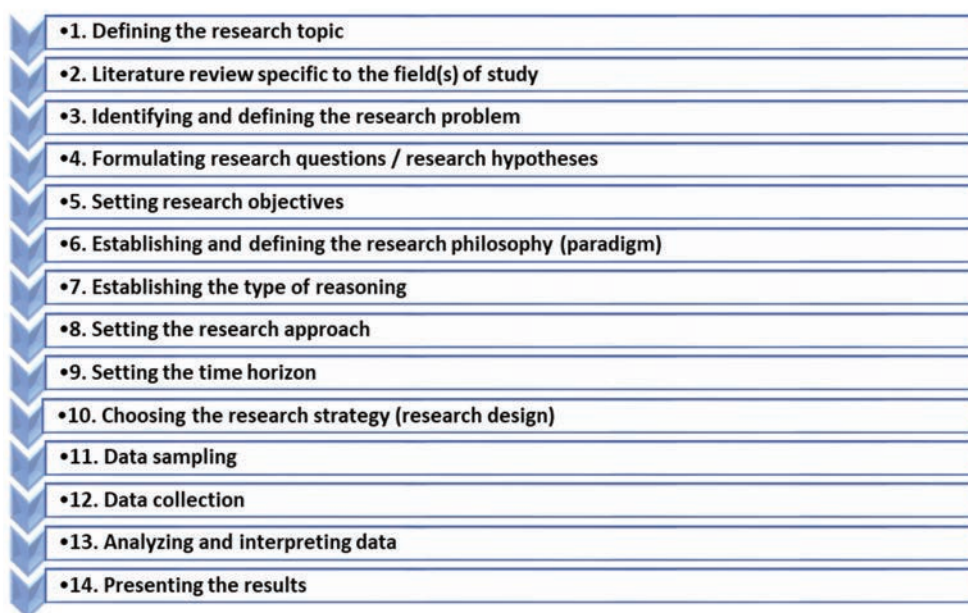 •1. Defining the research topic
•2. Literature review specific to the field(s) of study
•3. Identifying and defining the research problem
•4. Formulating research questions / research hypotheses
•5. Setting research objectives
•6. Establishing and defining the research philosophy (paradigm)
•7. Establishing the type of reasoning
•8. Setting the research approach
•9. Setting the time horizon
•10. Choosing the research strategy (research design)
•11. Data sampling
•12. Data collection
•13. Analyzing and interpreting data
•14. Presenting the results